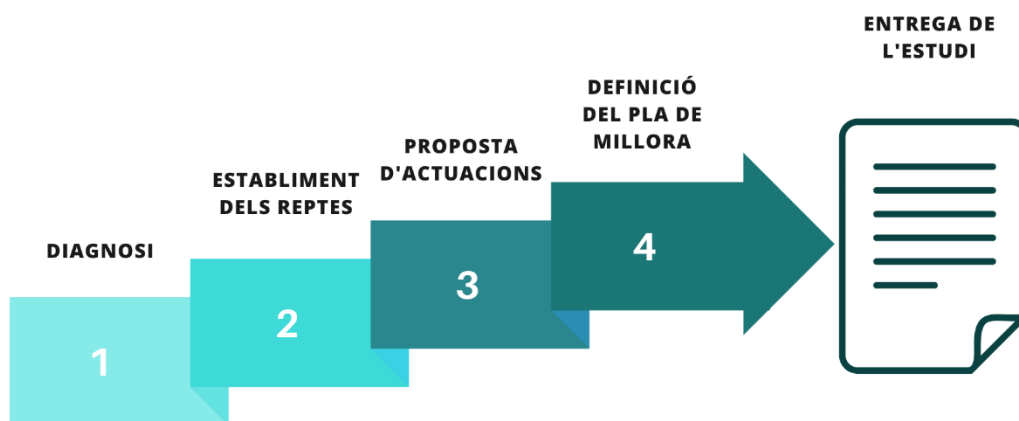 DIAGNOSI
1
ESTABLIMENT
DELS REPTES
2
PROPOSTA
D'ACTUACIONS
3
DEFINICIÓ
DEL PLA DE
MILLORA
4
ENTREGA DE
L'ESTUDI